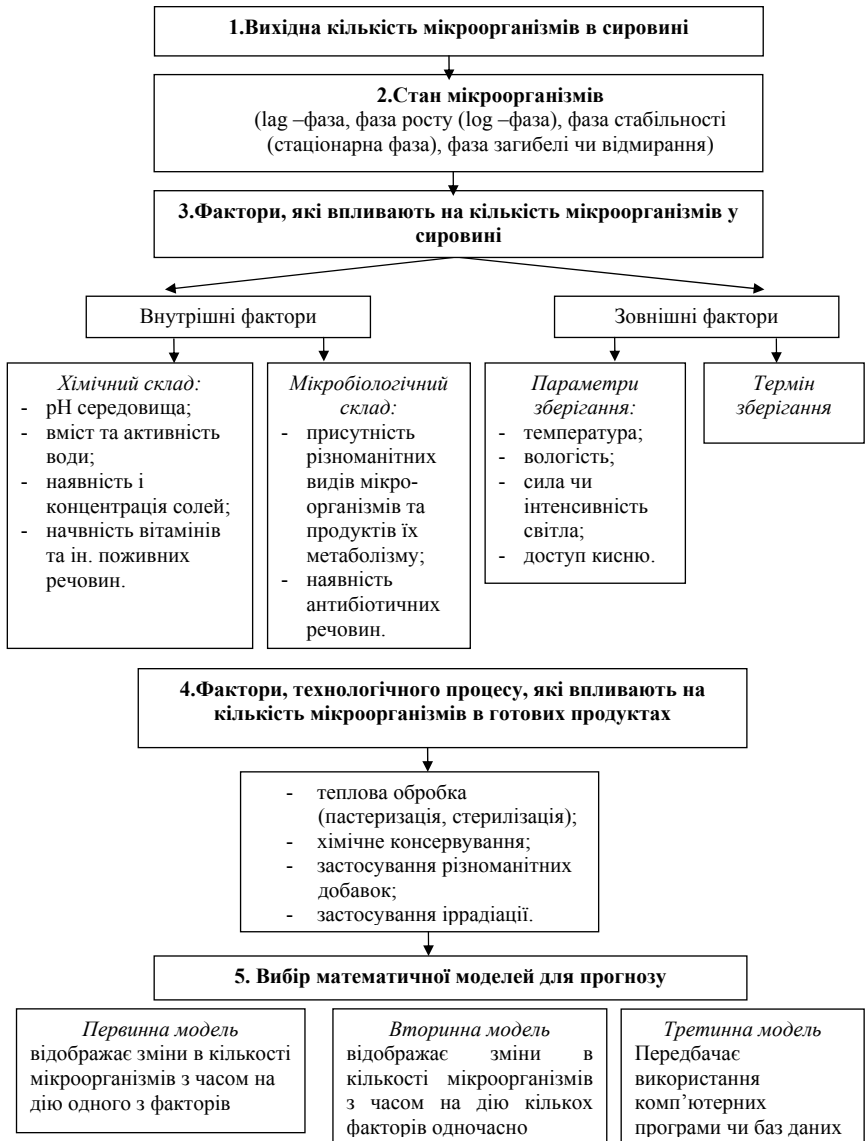 1.Вихідна кількість мікроорганізмів в сировині
2.Стан мікроорганізмів
(lag –фаза, фаза росту (log –фаза), фаза стабільності
(стаціонарна фаза), фаза загибелі чи відмирання)
3.Фактори, які впливають на кількість мікроорганізмів у
сировині
Внутрішні фактори
Зовнішні фактори
Хімічний склад:
- рН середовища;
- вміст та активність
води;
- наявність і
концентрація солей;
- начвність вітамінів
та ін. поживних
речовин.
Мікробіологічний
склад:
- присутність
різноманітних
видів мікро-
організмів та
продуктів їх
метаболізму;
- наявність
антибіотичних
речовин.
Параметри
зберігання:
- температура;
- вологість;
- сила чи
інтенсивність
світла;
- доступ кисню.
Термін
зберігання
4.Фактори, технологічного процесу, які впливають на
кількість мікроорганізмів в готових продуктах
- теплова обробка
(пастеризація, стерилізація);
- хімічне консервування;
- застосування різноманітних
добавок;
- застосування іррадіації.
5. Вибір математичної моделей для прогнозу
Первинна модель
відображає зміни в кількості
мікроорганізмів з часом на
дію одного з факторів
Вторинна модель
відображає зміни в
кількості мікроорганізмів
з часом на дію кількох
факторів одночасно
Третинна модель
Передбачає
використання
комп’ютерних
програми чи баз даних